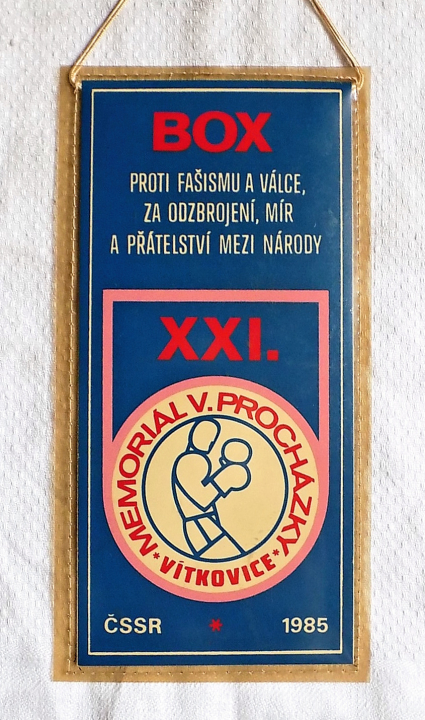 BOX
PROTI FAŠISMU A VÁLCE,
ZA ODZBROJENÍ, MÍR
A PŘÁTELSTVÍ MEZI NÁRODY
XXI.
MEMORIÁL V. PROCHÁZKY
*VÍTKOVICE*
ČSSR * 1985